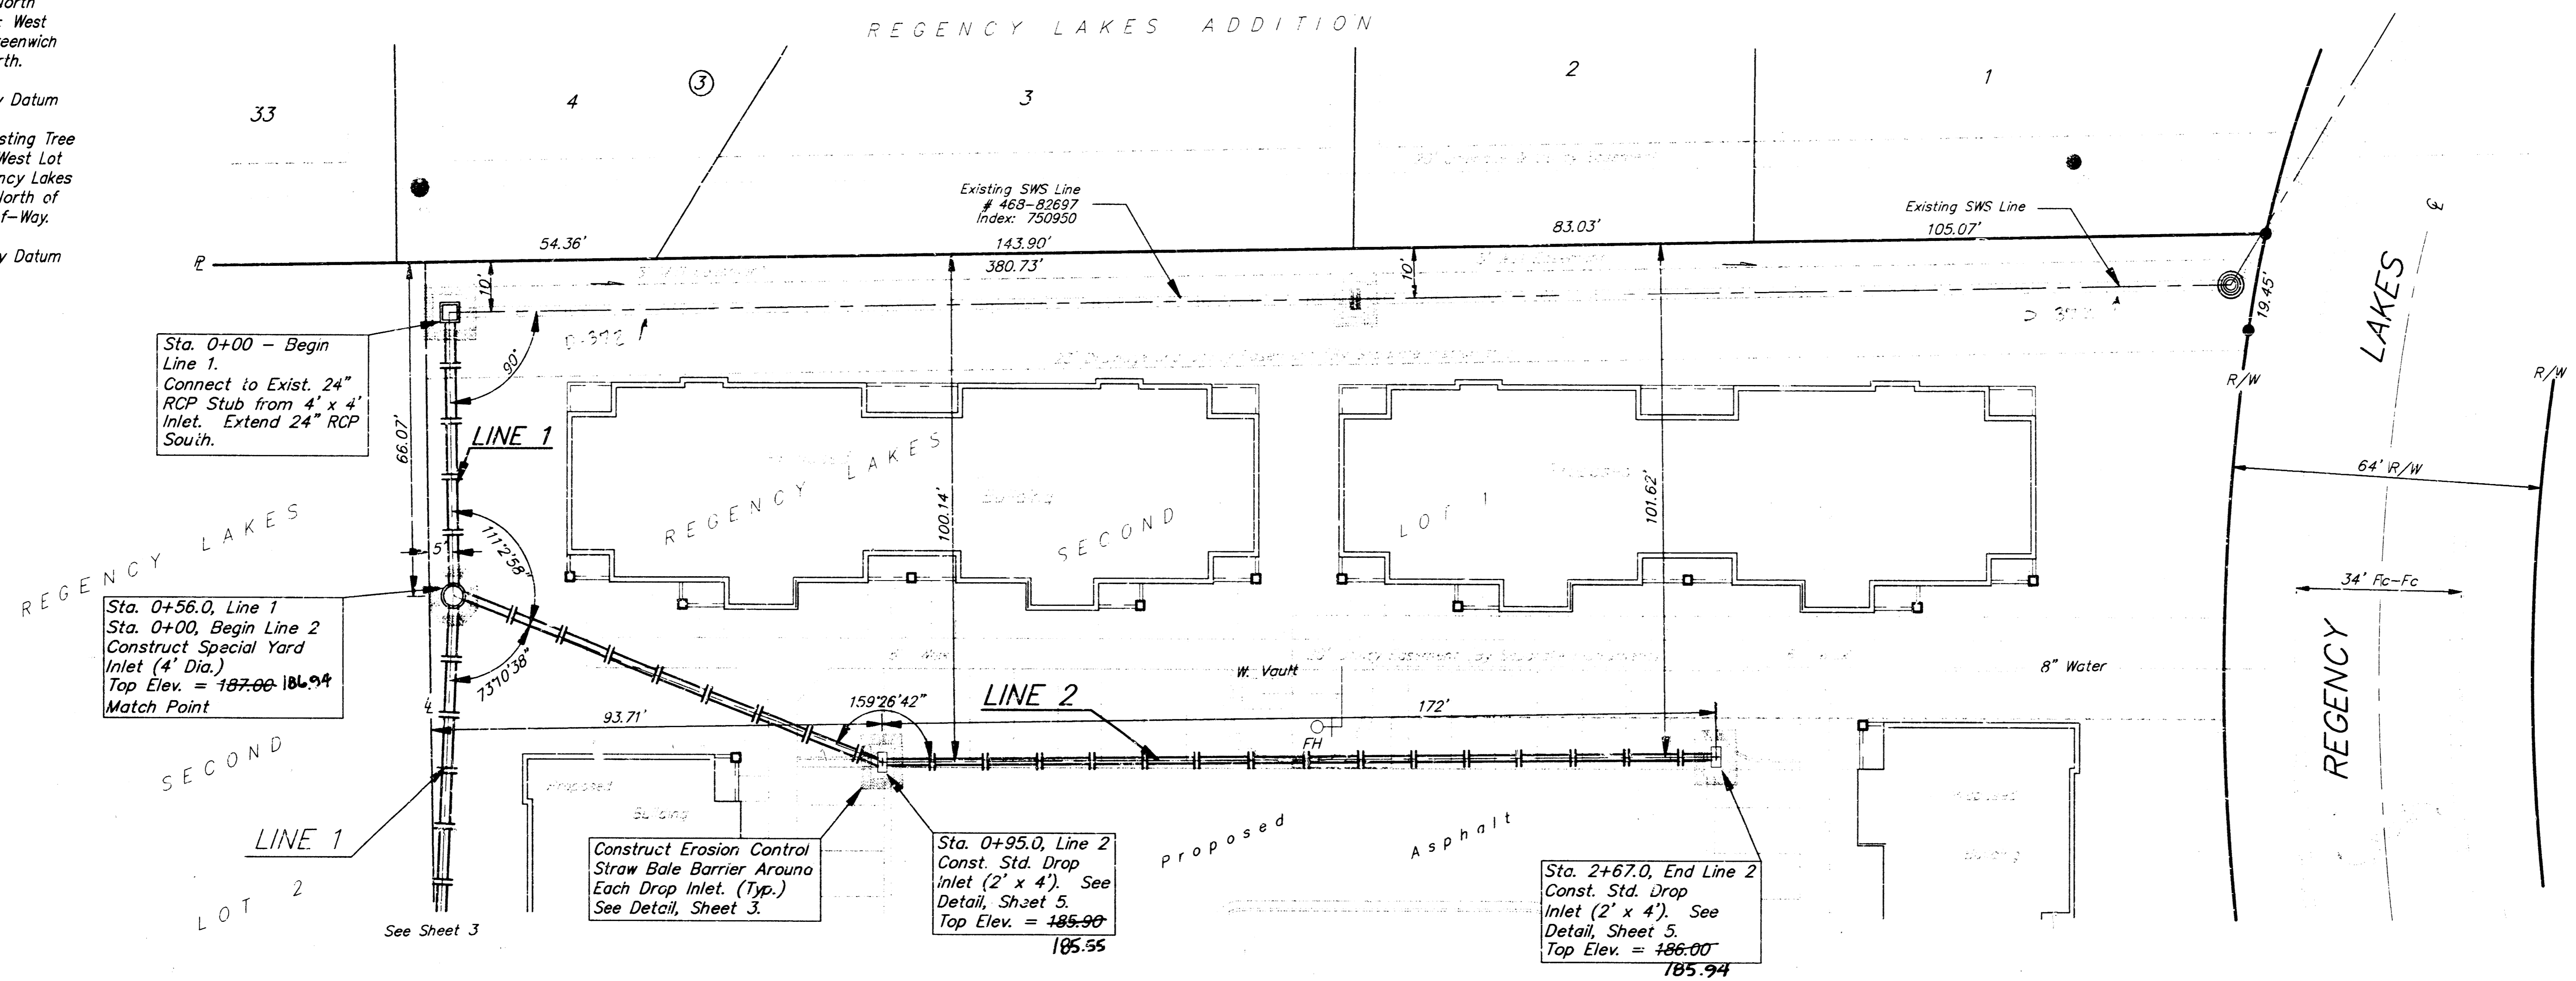 North
West
reenwich
rth.
Datum
sting Tree
West Lot
ncy Lakes
North of
f-Way.
Datum
REGENCY LAKES ADDITION
33
4
3
3
2
1
Existing SWS Line
# 468-82697
Index: 750950
Existing SWS Line
54.36'
143.90'
83.03'
105.07'
380.73'
10'
10'
19.45'
D-372
90°
Sta. 0+00 - Begin
Line 1.
Connect to Exist. 24"
RCP Stub from 4' x 4'
Inlet. Extend 24" RCP
South.
66.07'
LINE 1
REGENCY LAKES
SECOND
LOT 1
100.14'
101.62'
R/W
R/W
64' R/W
34' Fc-Fc
REGENCY LAKES
REGENCY LAKES
SECOND
LOT 2
5'
111°2'58"
73°10'38"
Sta. 0+56.0, Line 1
Sta. 0+00, Begin Line 2
Construct Special Yard
Inlet (4' Dia.)
Top Elev. = 187.00 186.94
Match Point
W. Vault
8" Water
93.71'
159°26'42"
LINE 2
172'
FH
Proposed
Building
LINE 1
Construct Erosion Control
Straw Bale Barrier Around
Each Drop Inlet. (Typ.)
See Detail, Sheet 3.
Sta. 0+95.0, Line 2
Const. Std. Drop
Inlet (2' x 4'). See
Detail, Sheet 5.
Top Elev. = 185.90
185.55
Proposed Asphalt
Sta. 2+67.0, End Line 2
Const. Std. Drop
Inlet (2' x 4'). See
Detail, Sheet 5.
Top Elev. = 186.00
185.94
See Sheet 3